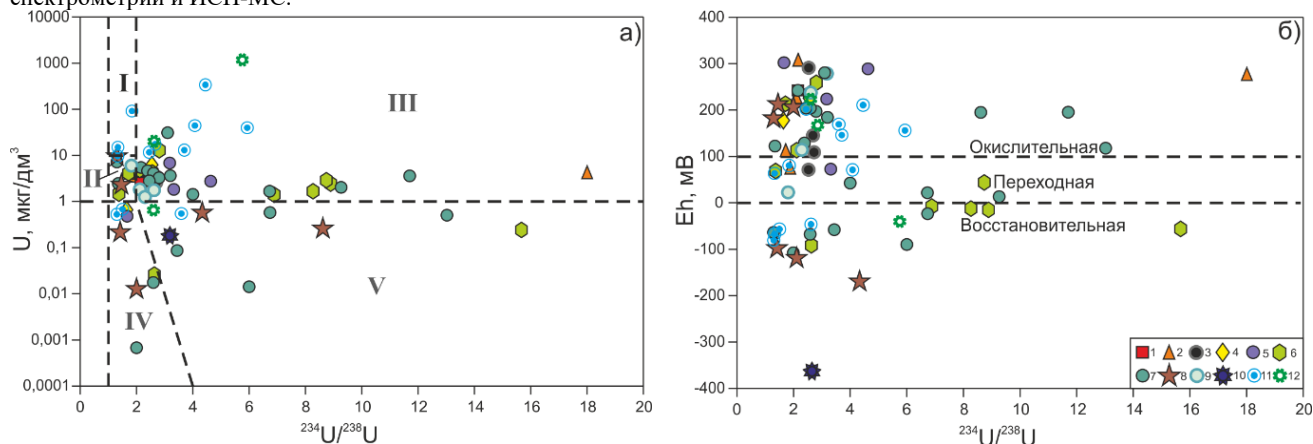 спектрометрии и ИСП-МС.
а)
10000
1000
100
10
1
0,1
0,01
0,001
0,0001
U, мкг/дм³
I
II
III
IV
V
0 2 4 6 8 10 12 14 16 18 20
²³⁴U/²³⁸U
б)
400
300
200
100
0
-100
-200
-300
-400
Eh, мВ
Окислительная
Переходная
Восстановительная
1 2 3 4 5 6
7 8 9 10 11 12
0 2 4 6 8 10 12 14 16 18 20
²³⁴U/²³⁸U